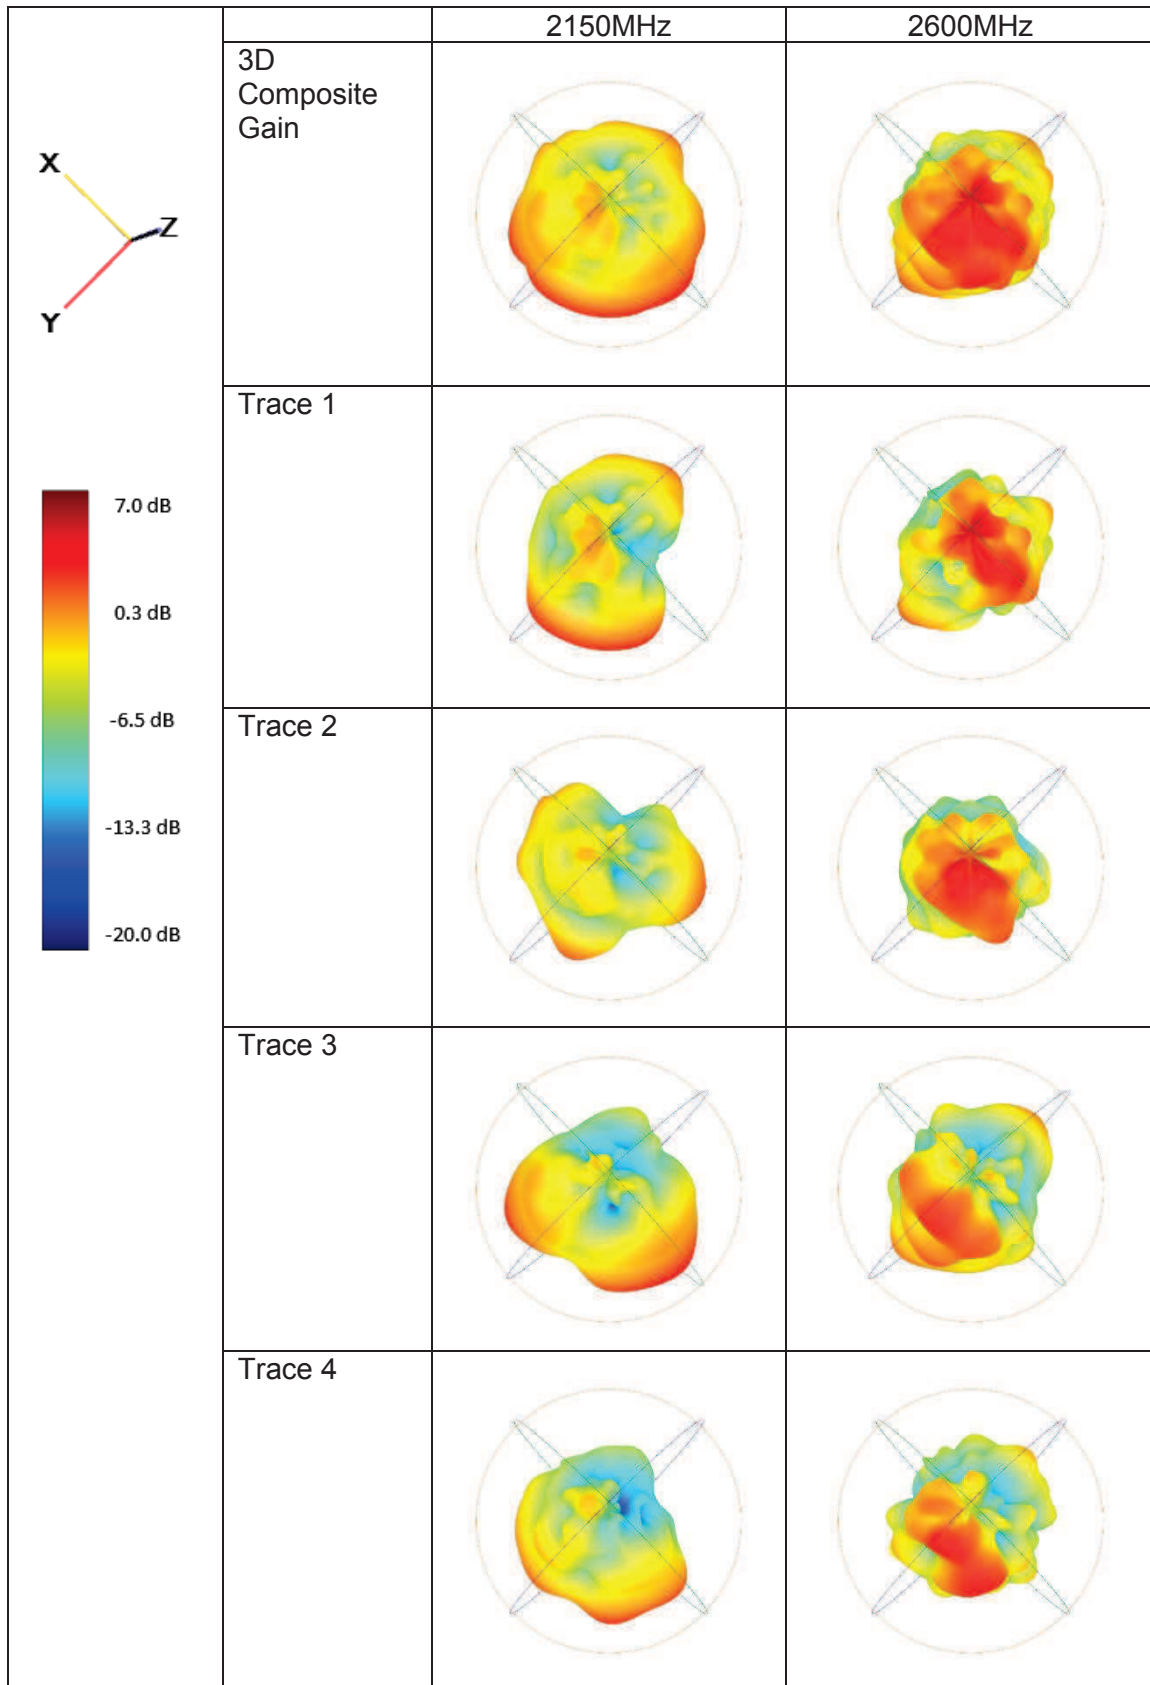 2150MHz
2600MHz
3D
Composite
Gain
X
Z
Y
Trace 1
7.0 dB
0.3 dB
-6.5 dB
-13.3 dB
-20.0 dB
Trace 2
Trace 3
Trace 4